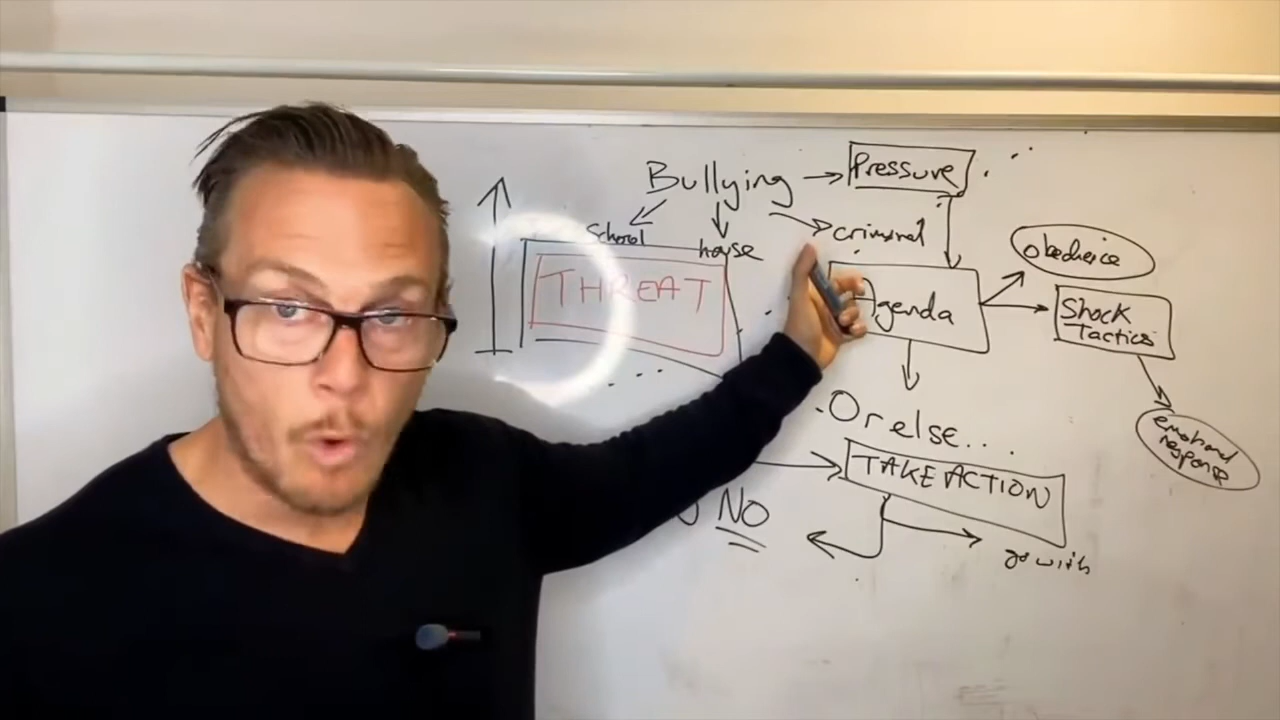 Bullying
Pressure
School
house
criminal
THREAT
Agenda
obedience
Shock
Tactics
emotional
response
Or else..
TAKE ACTION
NO
go with